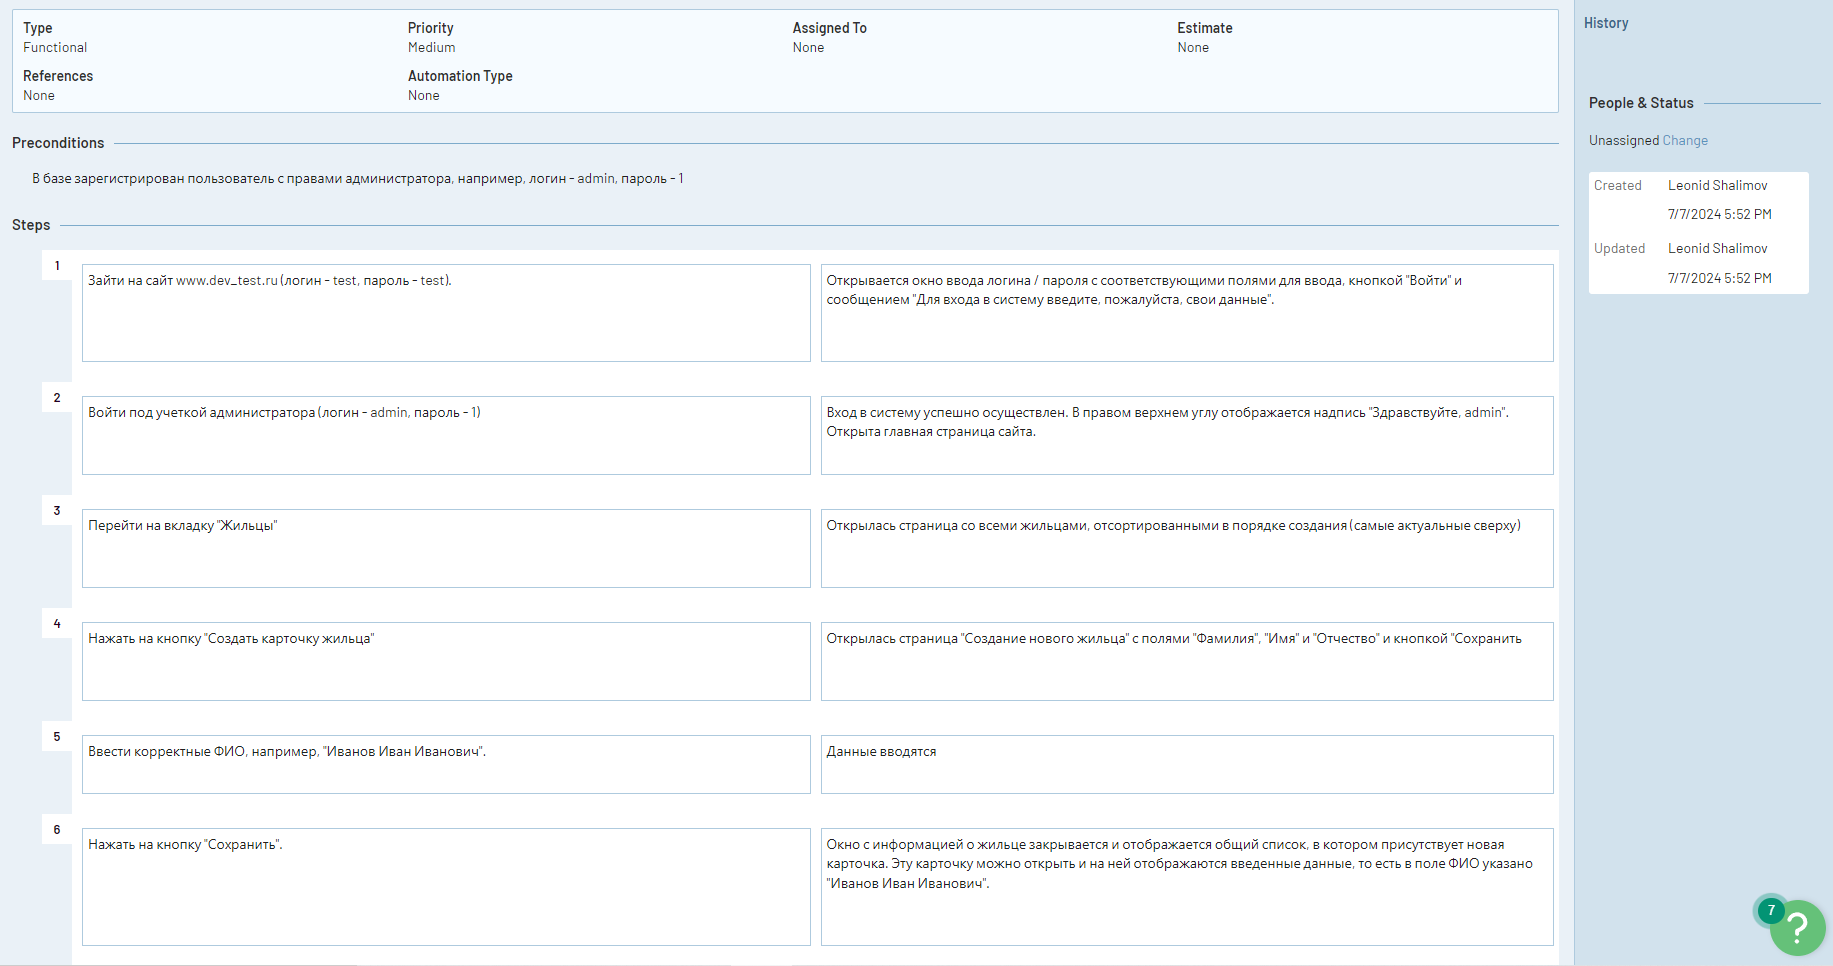 Type
Functional
Priority
Medium
Assigned To
None
Estimate
None
References
None
Automation Type
None
Preconditions
В базе зарегистрирован пользователь с правами администратора, например, логин - admin, пароль - 1
Steps
1
Зайти на сайт www.dev_test.ru (логин - test, пароль - test).
Открывается окно ввода логина / пароля с соответствующими полями для ввода, кнопкой "Войти" и
сообщением "Для входа в систему введите, пожалуйста, свои данные".
2
Войти под учеткой администратора (логин - admin, пароль - 1)
Вход в систему успешно осуществлен. В правом верхнем углу отображается надпись "Здравствуйте, admin".
Открыта главная страница сайта.
3
Перейти на вкладку "Жильцы"
Открылась страница со всеми жильцами, отсортированными в порядке создания (самые актуальные сверху)
4
Нажать на кнопку "Создать карточку жильца"
Открылась страница "Создание нового жильца" с полями "Фамилия", "Имя" и "Отчество" и кнопкой "Сохранить
5
Ввести корректные ФИО, например, "Иванов Иван Иванович".
Данные вводятся
6
Нажать на кнопку "Сохранить".
Окно с информацией о жильце закрывается и отображается общий список, в котором присутствует новая
карточка. Эту карточку можно открыть и на ней отображаются введенные данные, то есть в поле ФИО указано
"Иванов Иван Иванович".
History
People & Status
Unassigned Change
Created
Leonid Shalimov
7/7/2024 5:52 PM
Updated
Leonid Shalimov
7/7/2024 5:52 PM
7
?